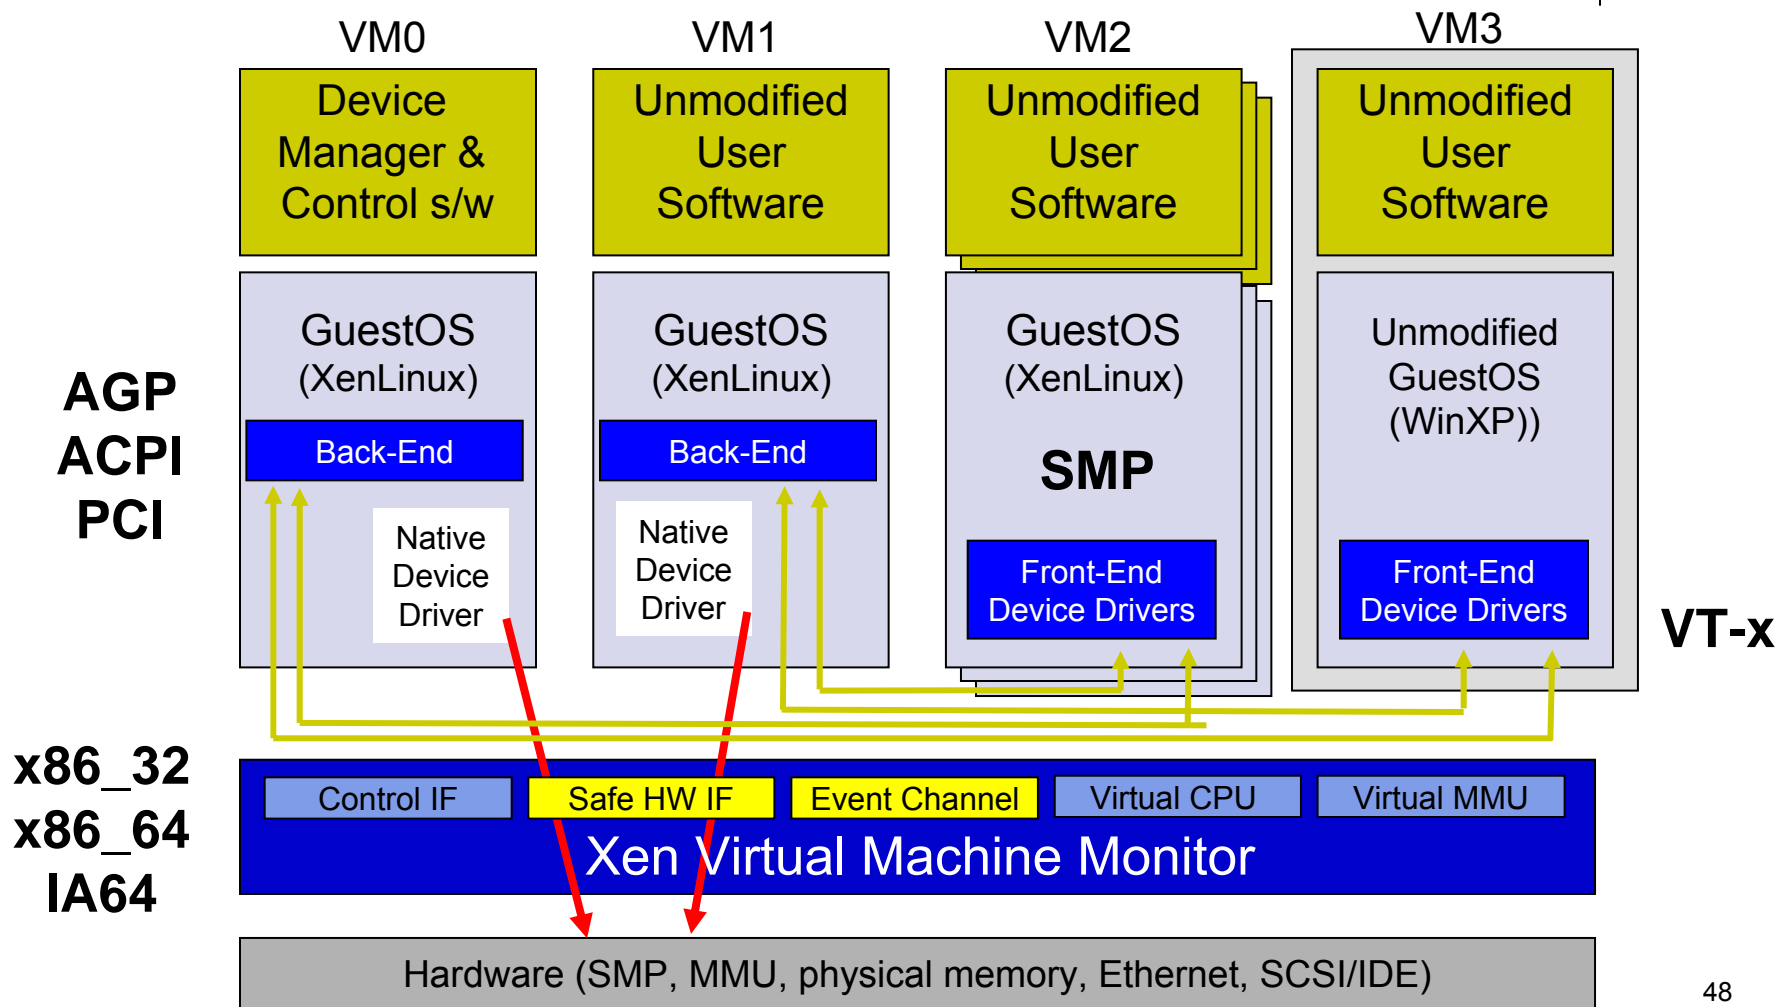 VM0
VM1
VM2
VM3
Device
Manager &
Control s/w
Unmodified
User
Software
Unmodified
User
Software
Unmodified
User
Software
GuestOS
(XenLinux)
GuestOS
(XenLinux)
GuestOS
(XenLinux)
Unmodified
GuestOS
(WinXP))
AGP
ACPI
PCI
Back-End
Back-End
SMP
Native
Device
Driver
Native
Device
Driver
Front-End
Device Drivers
Front-End
Device Drivers
VT-x
x86_32
x86_64
IA64
Control IF
Safe HW IF
Event Channel
Virtual CPU
Virtual MMU
Xen Virtual Machine Monitor
Hardware (SMP, MMU, physical memory, Ethernet, SCSI/IDE)
48